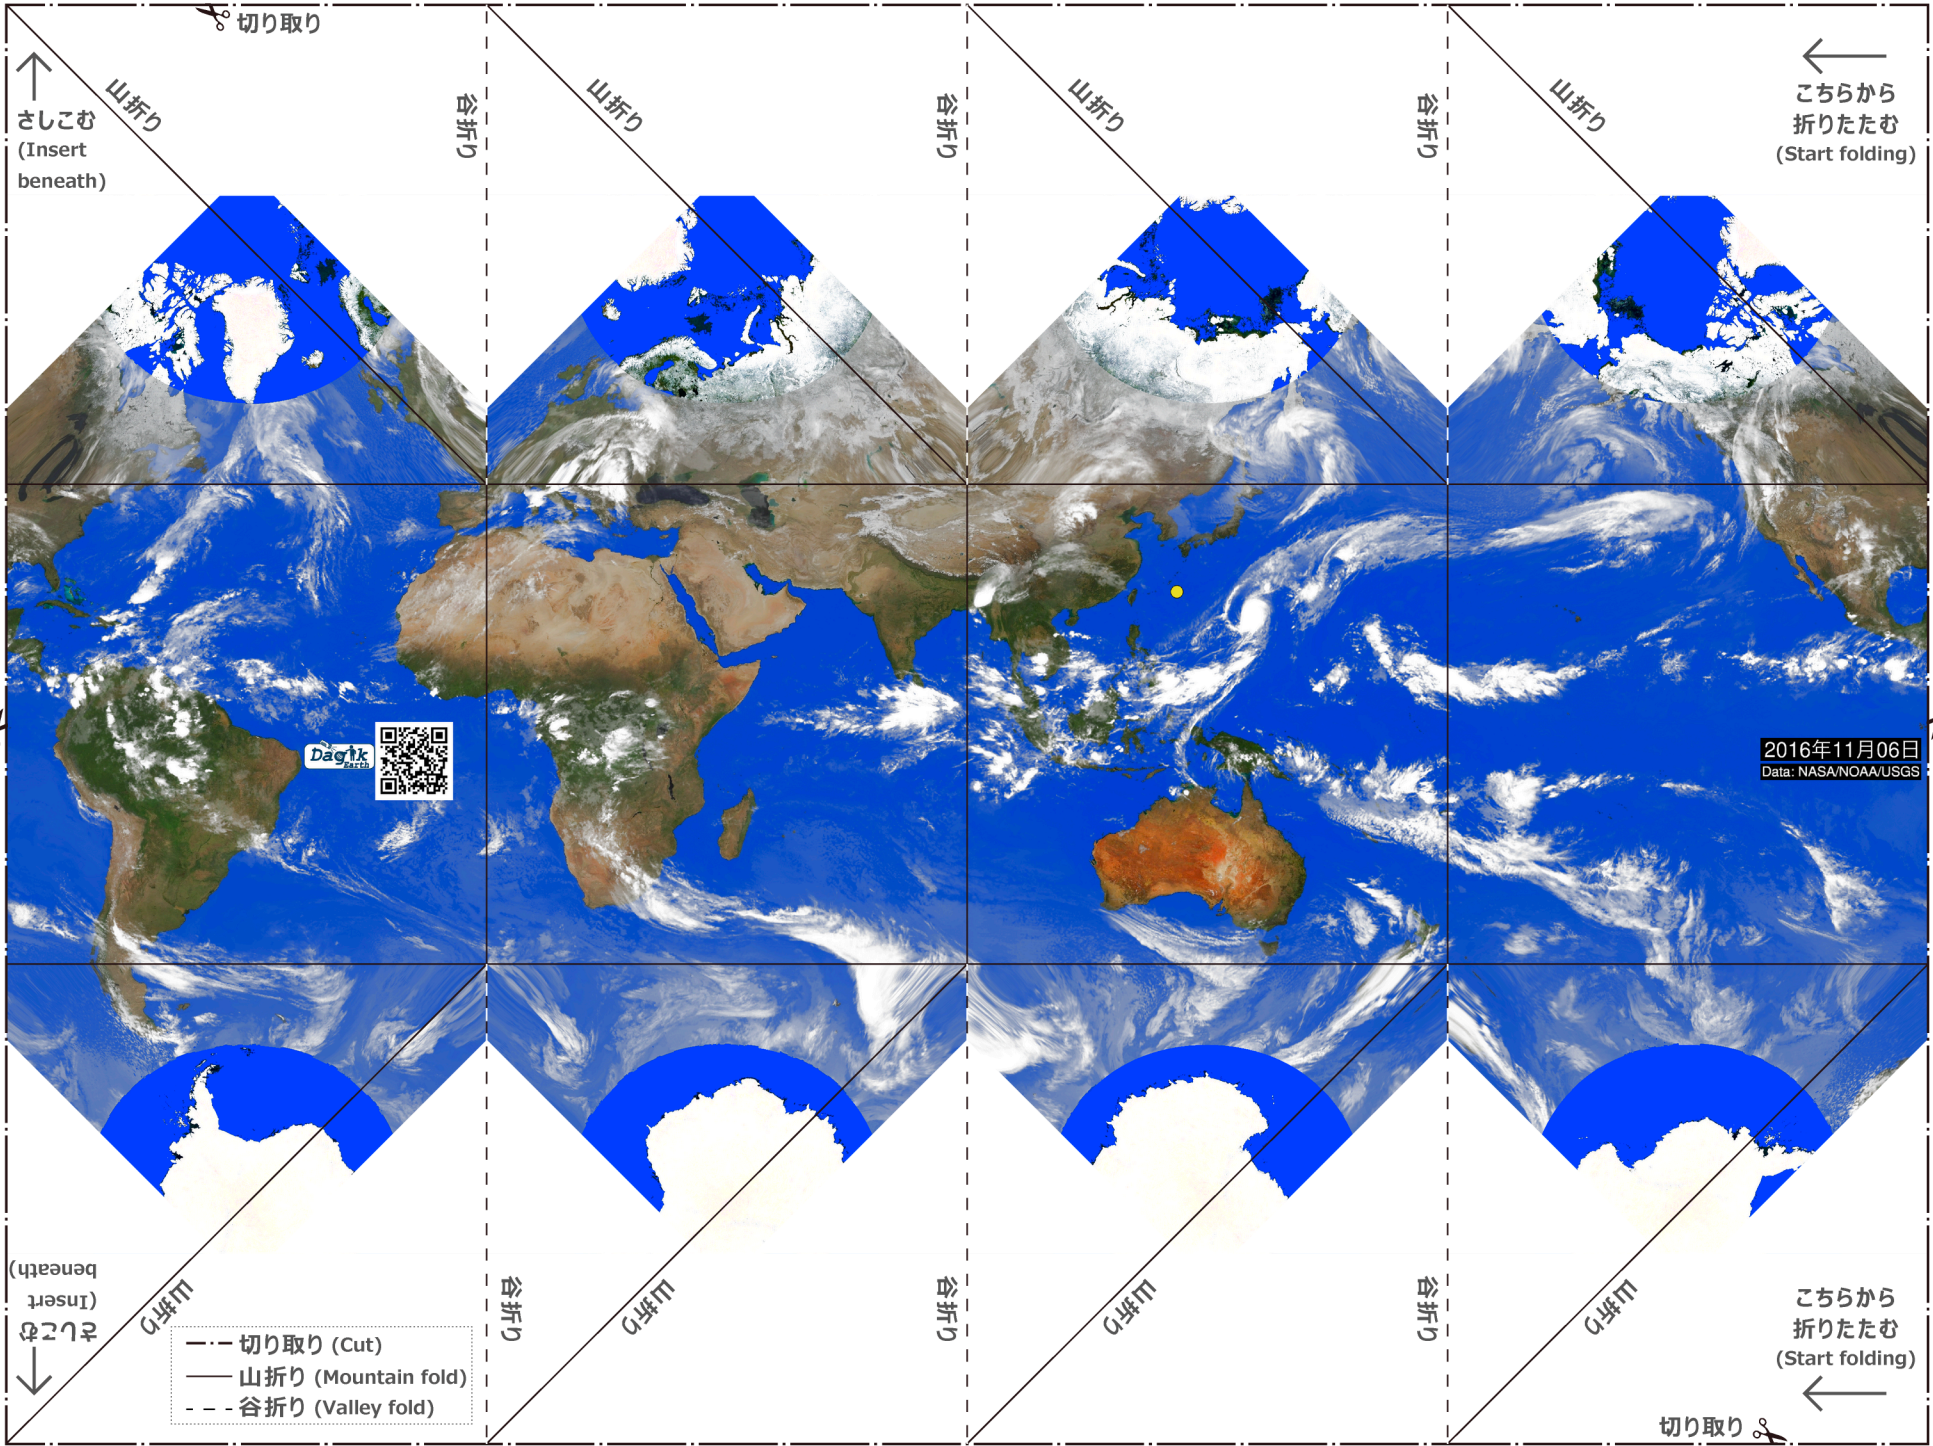 切り取り
山折り
谷折り
山折り
谷折り
山折り
谷折り
山折り
さしこむ
(Insert
beneath)
こちらから
折りたたむ
(Start folding)
Dagik
Earth
2016年11月06日
Data: NASA/NOAA/USGS
さしこむ
(Insert
beneath)
山折り
谷折り
山折り
谷折り
山折り
谷折り
山折り
こちらから
折りたたむ
(Start folding)
切り取り (Cut)
山折り (Mountain fold)
谷折り (Valley fold)
切り取り